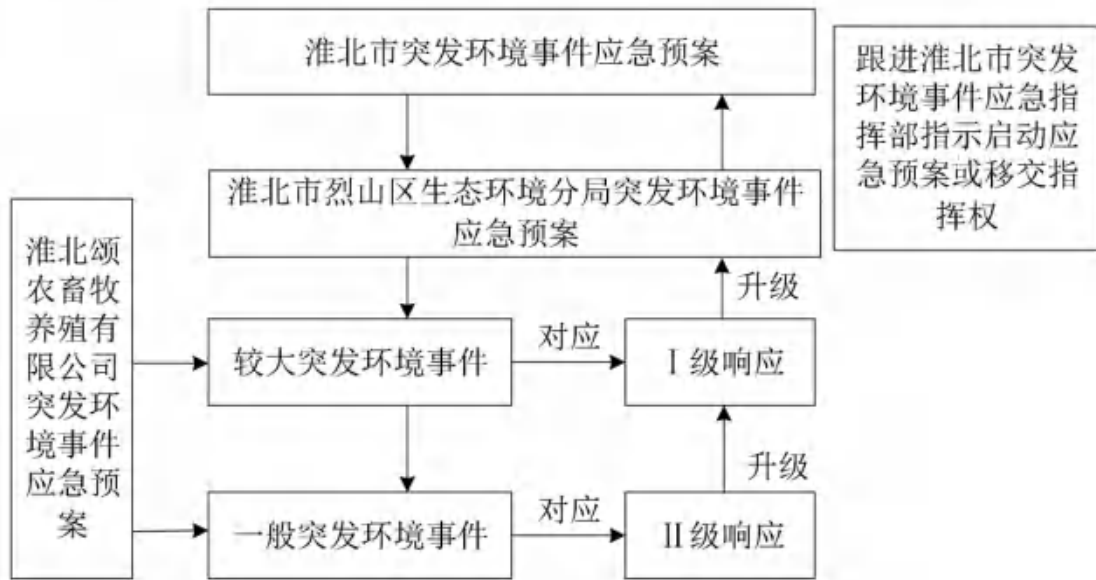 淮北市突发环境事件应急预案
跟进淮北市突发
环境事件应急指
挥部指示启动应
急预案或移交指
挥权
淮北市烈山区生态环境分局突发环境事件
应急预案
淮北颂
农畜牧
养殖有
限公司
突发环
境事件
应急预
案
升级
较大突发环境事件
对应
Ⅰ级响应
升级
一般突发环境事件
对应
Ⅱ级响应